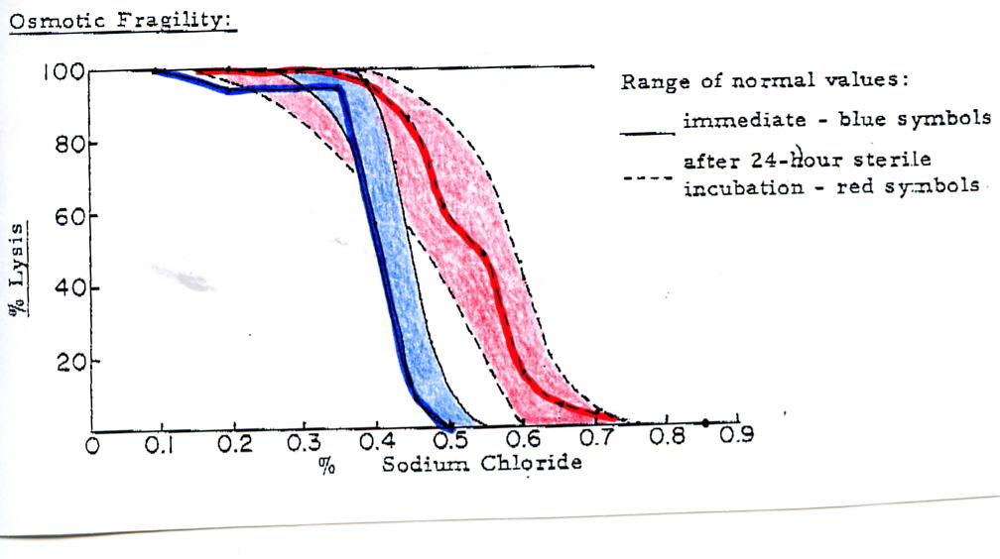 Osmotic Fragility:
Range of normal values:
immediate - blue symbols
after 24-hour sterile
incubation - red symbols
100
80
60
40
20
% Lysis
0 0.1 0.2 0.3 0.4 0.5 0.6 0.7 0.8 0.9
% Sodium Chloride